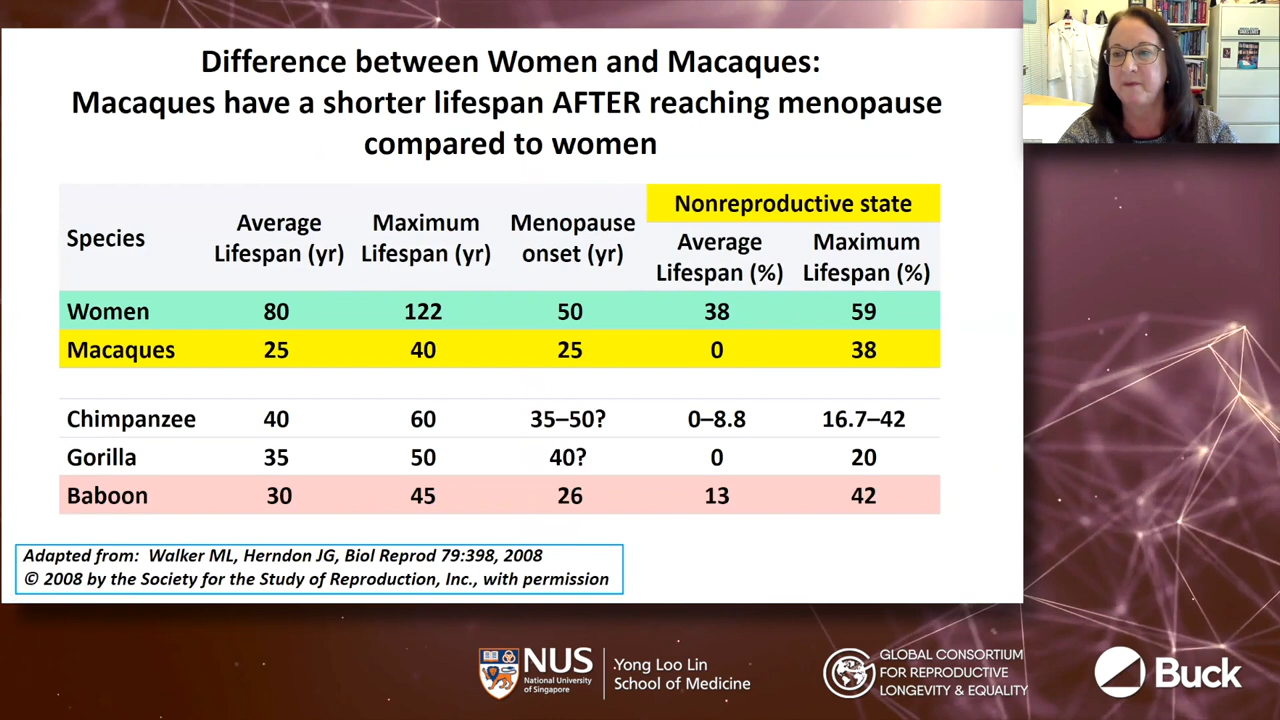 Difference between Women and Macaques:
Macaques have a shorter lifespan AFTER reaching menopause
compared to women
Nonreproductive state
Species Average Lifespan (yr) Maximum Lifespan (yr) Menopause onset (yr) Average Lifespan (%) Maximum Lifespan (%)
Women 80 122 50 38 59
Macaques 25 40 25 0 38
Chimpanzee 40 60 35–50? 0–8.8 16.7–42
Gorilla 35 50 40? 0 20
Baboon 30 45 26 13 42
Adapted from: Walker ML, Herndon JG, Biol Reprod 79:398, 2008
© 2008 by the Society for the Study of Reproduction, Inc., with permission
NUS
National University
of Singapore
Yong Loo Lin
School of Medicine
GLOBAL CONSORTIUM
FOR REPRODUCTIVE
LONGEVITY & EQUALITY
Buck